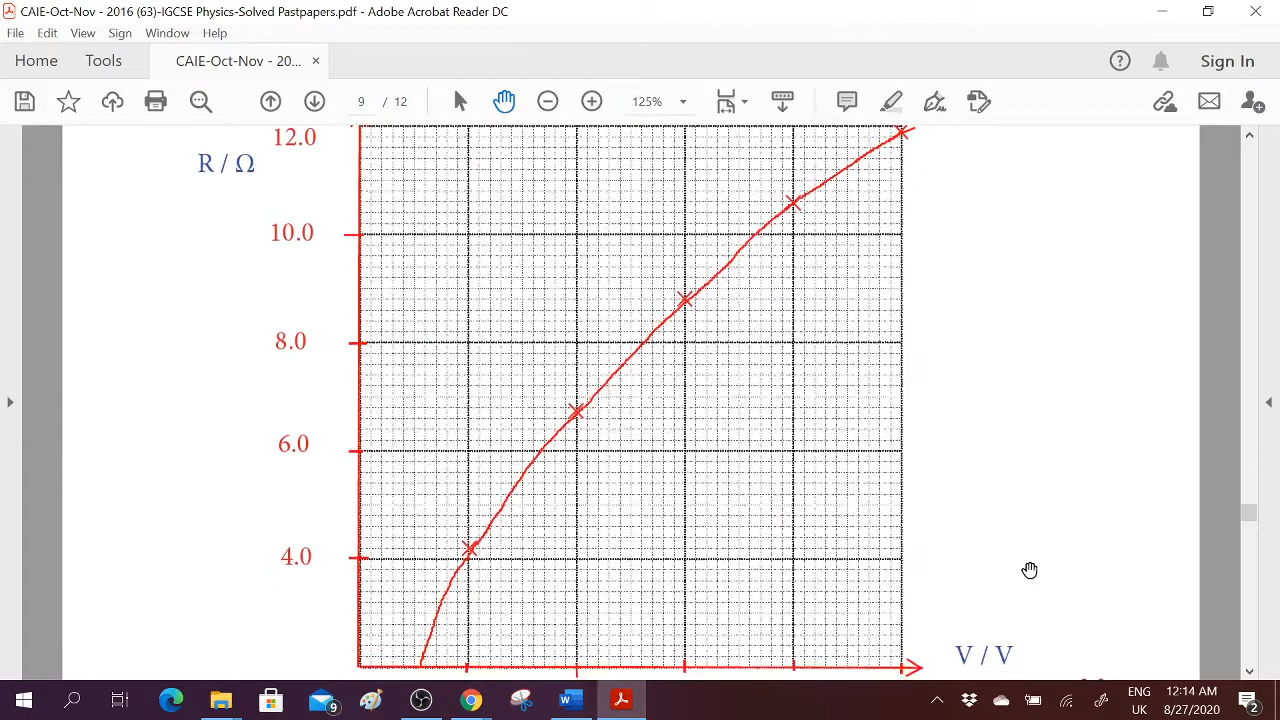 CAIE-Oct-Nov - 2016 (63)-IGCSE Physics-Solved Pastpapers.pdf - Adobe Acrobat Reader DC
File Edit View Sign Window Help
Home Tools CAIE-Oct-Nov - 20... × Sign In
9 / 12 125%
12.0
R / Ω
10.0
8.0
6.0
4.0
V / V
9
ENG 12:14 AM
UK 8/27/2020 2